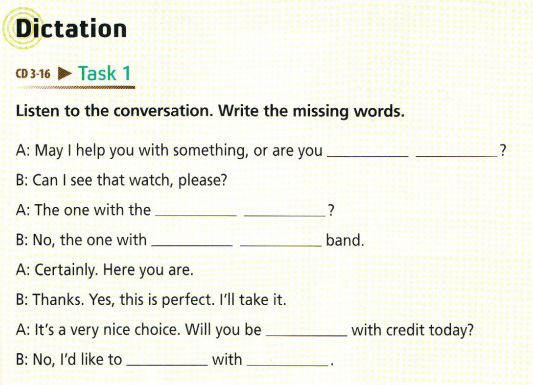 Dictation
CD 3-16 ▶ Task 1
Listen to the conversation. Write the missing words.
A: May I help you with something, or are you __________ __________?
B: Can I see that watch, please?
A: The one with the __________ __________?
B: No, the one with __________ __________ band.
A: Certainly. Here you are.
B: Thanks. Yes, this is perfect. I'll take it.
A: It's a very nice choice. Will you be __________ with credit today?
B: No, I'd like to __________ with __________.